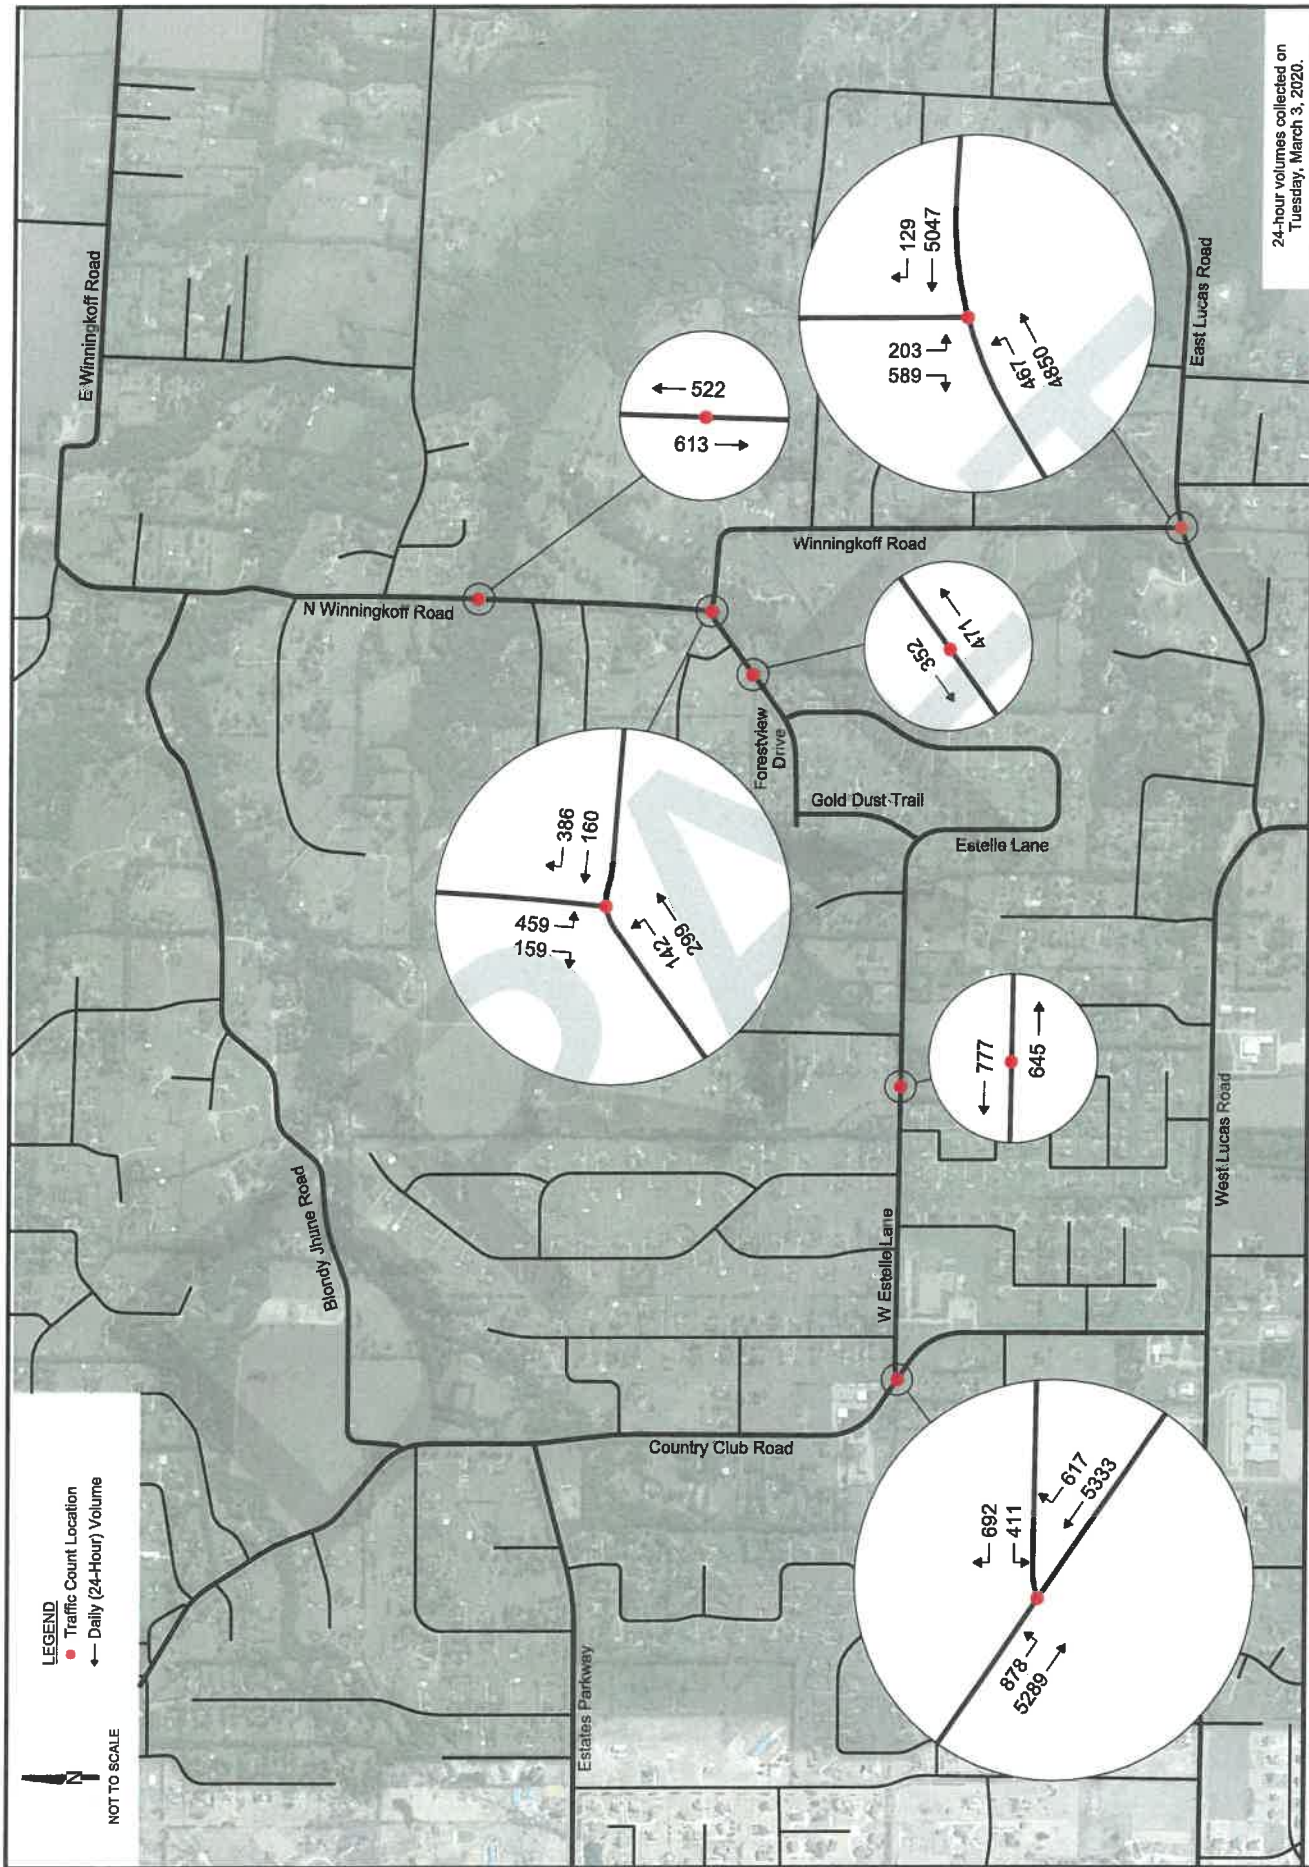 LEGEND
Traffic Count Location
Daily (24-Hour) Volume
N
NOT TO SCALE
E Winningkoff Road
N Winningkoff Road
Winningkoff Road
East Lucas Road
West Lucas Road
Blondy Jhune Road
Country Club Road
Estates Parkway
W Estelle Lane
Estelle Lane
Gold Dust Trail
Forestview
Drive
522
613
129
5047
203
589
467
4850
352
471
386
160
459
159
142
299
777
645
692
411
617
5333
878
5289
24-hour volumes collected on
Tuesday, March 3, 2020.